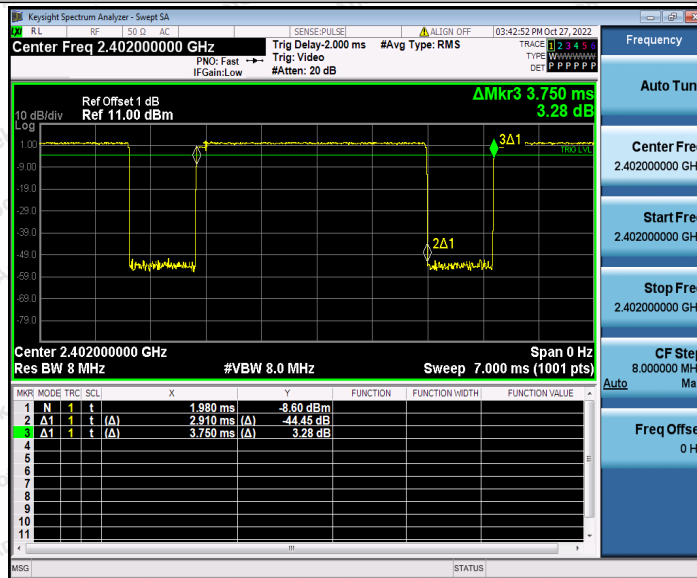 Keysight Spectrum Analyzer - Swept SA
RL RF 50 Ω AC SENSE:PULSE ALIGN OFF 03:42:52 PM Oct 27, 2022
Center Freq 2.402000000 GHz
PNO: Fast
IFGain:Low
Trig Delay-2.000 ms
Trig: Video
#Atten: 20 dB
#Avg Type: RMS
TRACE 1 2 3 4 5 6
TYPE WWWWWW
DET P P P P P P
ΔMkr3 3.750 ms
3.28 dB
Ref Offset 1 dB
10 dB/div Ref 11.00 dBm
Log
1.00
-9.00
-19.0
-29.0
-39.0
-49.0
-59.0
-69.0
-79.0
1
3Δ1
TRIG LVL
2Δ1
Center 2.402000000 GHz Span 0 Hz
Res BW 8 MHz #VBW 8.0 MHz Sweep 7.000 ms (1001 pts)
MKR MODE TRC SCL X Y FUNCTION FUNCTION WIDTH FUNCTION VALUE
1 N 1 t 1.980 ms -8.60 dBm
2 Δ1 1 t (Δ) 2.910 ms (Δ) -44.45 dB
3 Δ1 1 t (Δ) 3.750 ms (Δ) 3.28 dB
4
5
6
7
8
9
10
11
MSG STATUS
Frequency
Auto Tun
Center Fre
2.402000000 GH
Start Fre
2.402000000 GH
Stop Fre
2.402000000 GH
CF Ste
8.000000 MH
Auto Ma
Freq Offse
0 H